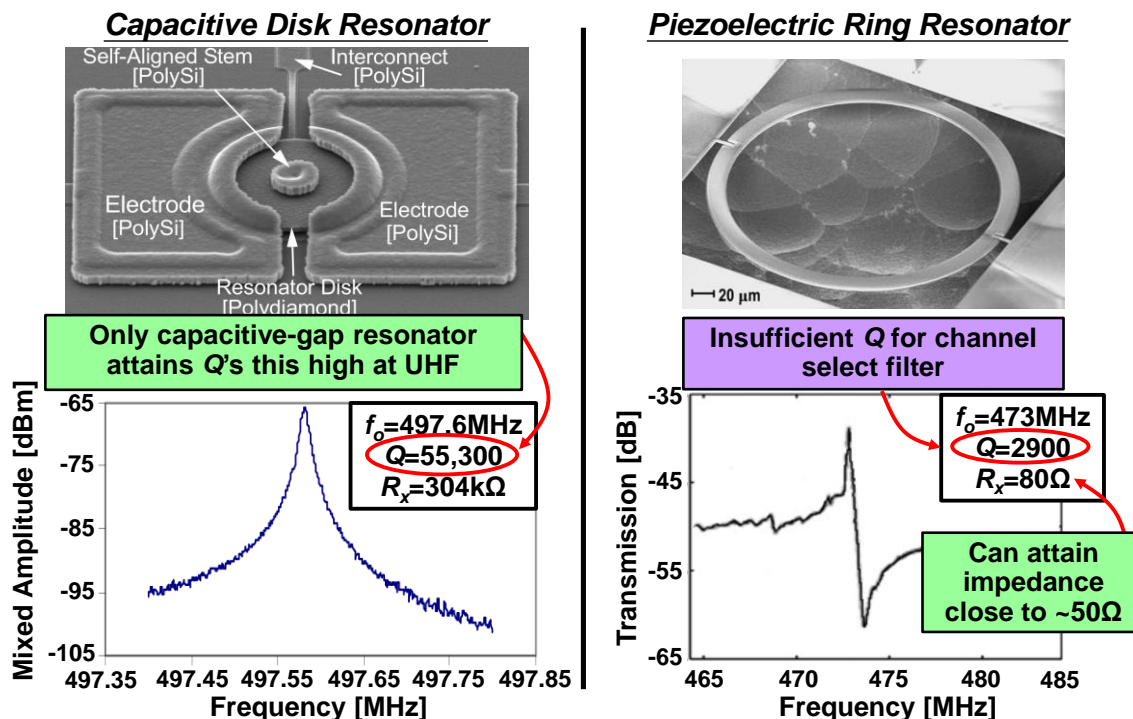 Capacitive Disk Resonator
Self-Aligned Stem
[PolySi]
Interconnect
[PolySi]
Electrode
[PolySi]
Electrode
[PolySi]
Resonator Disk
[Polydiamond]
Only capacitive-gap resonator
attains Q's this high at UHF
Mixed Amplitude [dBm]
-65
-75
-85
-95
-105
fo=497.6MHz
Q=55,300
Rx=304kΩ
497.35
497.45
497.55
497.65
497.75
497.85
Frequency [MHz]
Piezoelectric Ring Resonator
20 μm
Insufficient Q for channel
select filter
Transmission [dB]
-35
-45
-55
-65
fo=473MHz
Q=2900
Rx=80Ω
Can attain
impedance
close to ~50Ω
465
470
475
480
485
Frequency [MHz]